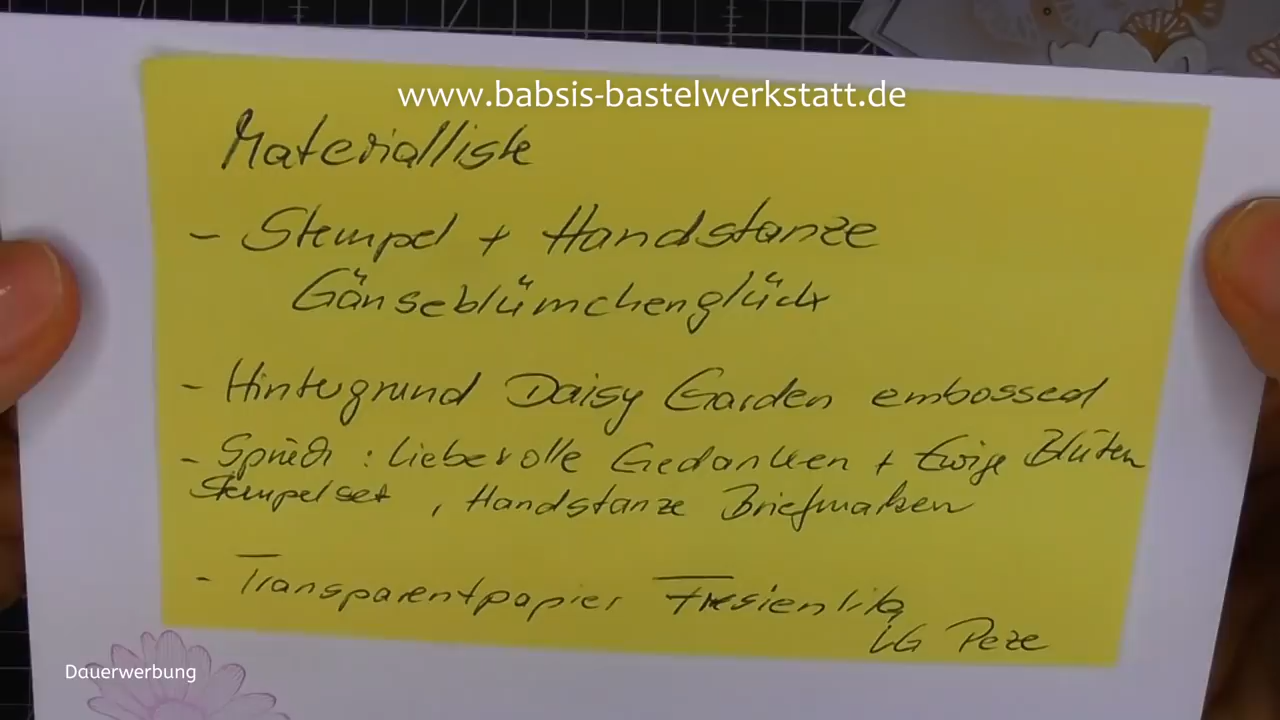 www.babsis-bastelwerkstatt.de
Materialliste
- Stempel + Handstanze
Gänseblümchenglück
- Hintergrund Daisy Garden embossed
- Spruch : Liebevolle Gedanken + Ewige Blüten
Stempelset , Handstanze Briefmarken
- Transparentpapier Fresienlila
LG Peze
Dauerwerbung